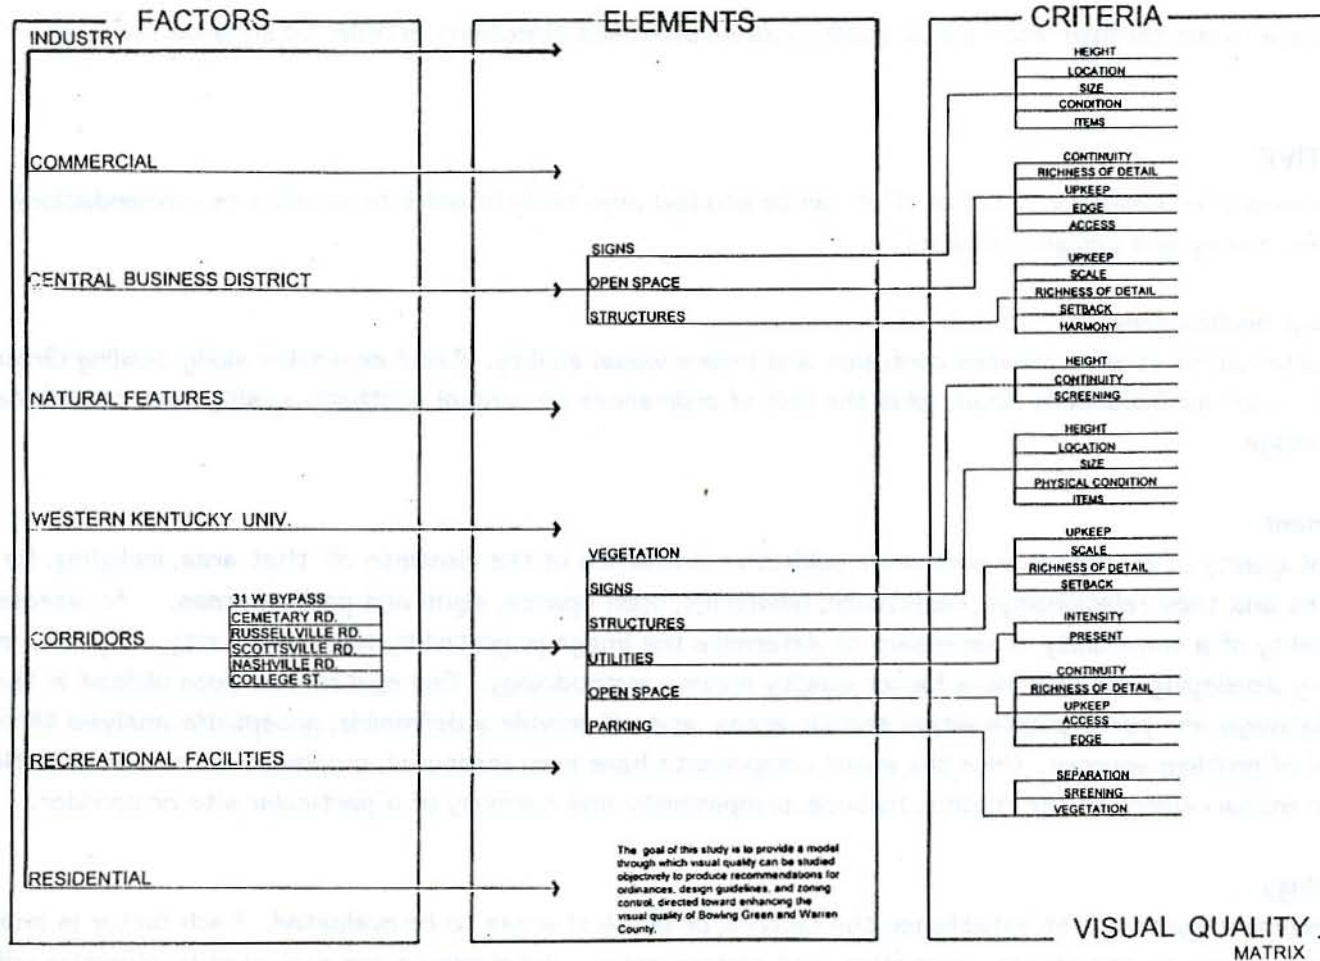 FACTORS
INDUSTRY
COMMERCIAL
CENTRAL BUSINESS DISTRICT
NATURAL FEATURES
WESTERN KENTUCKY UNIV.
CORRIDORS
31 W BYPASS
CEMETARY RD.
RUSSELLVILLE RD.
SCOTTSVILLE RD.
NASHVILLE RD.
COLLEGE ST.
RECREATIONAL FACILITIES
RESIDENTIAL
ELEMENTS
SIGNS
OPEN SPACE
STRUCTURES
VEGETATION
SIGNS
STRUCTURES
UTILITIES
OPEN SPACE
PARKING
The goal of this study is to provide a model
through which visual quality can be studied
objectively to produce recommendations for
ordinances, design guidelines, and zoning
control, directed toward enhancing the
visual quality of Bowling Green and Warren
County.
CRITERIA
HEIGHT
LOCATION
SIZE
CONDITION
ITEMS
CONTINUITY
RICHNESS OF DETAIL
UPKEEP
EDGE
ACCESS
UPKEEP
SCALE
RICHNESS OF DETAIL
SETBACK
HARMONY
HEIGHT
CONTINUITY
SCREENING
HEIGHT
LOCATION
SIZE
PHYSICAL CONDITION
ITEMS
UPKEEP
SCALE
RICHNESS OF DETAIL
SETBACK
INTENSITY
PRESENT
CONTINUITY
RICHNESS OF DETAIL
UPKEEP
ACCESS
EDGE
SEPARATION
SREENING
VEGETATION
VISUAL QUALITY
MATRIX